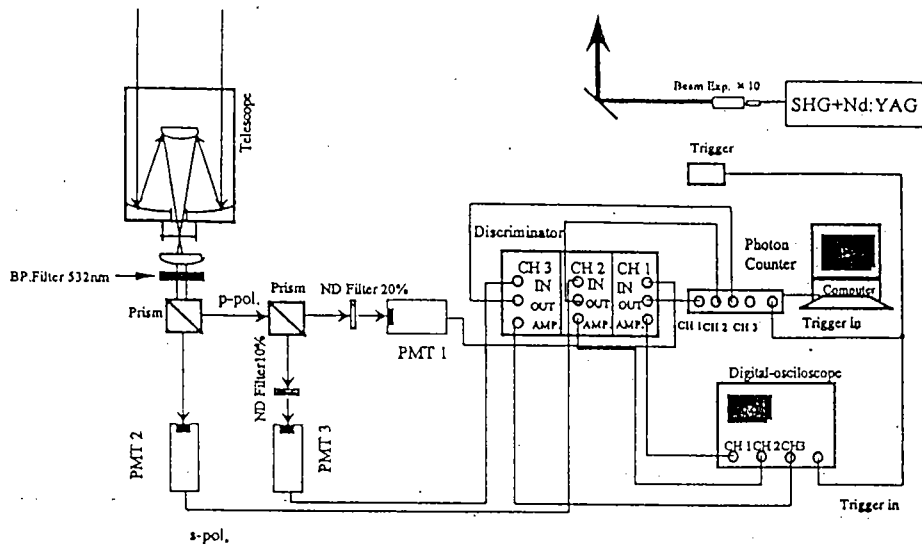 Beam Exp. × 10
SHG+Nd:YAG
Telescope
Trigger
Discriminator
Photon
Counter
CH 3
CH 2
CH 1
IN
IN
IN
OUT
OUT
OUT
AMP.
AMP.
AMP.
Computer
CH 1
CH 2
CH 3
Trigger In
BP.Filter 532nm
Prism
p-pol.
Prism
ND Filter 20%
PMT 1
ND Filter10%
Digital-osciloscope
CH 1
CH 2
CH3
PMT 2
PMT 3
Trigger in
s-pol.